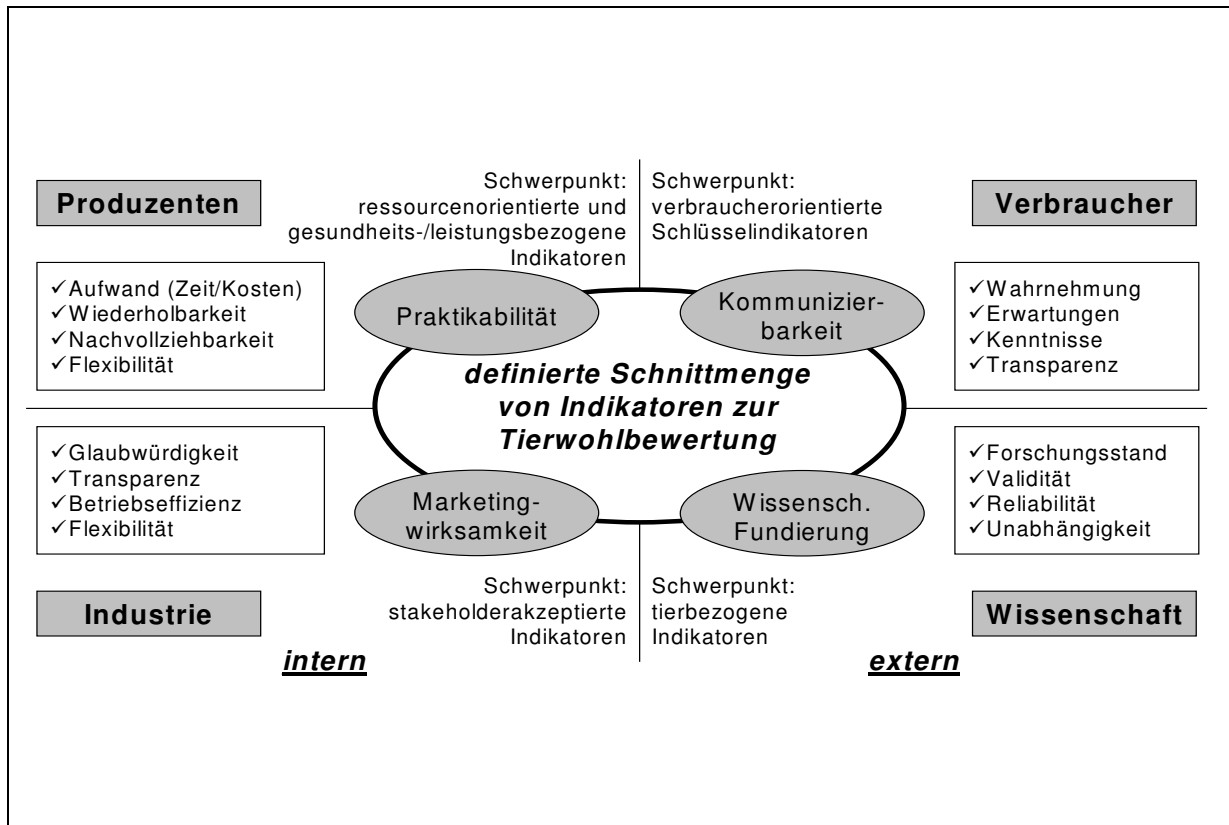 Produzenten
Schwerpunkt:
ressourcenorientierte und
gesundheits-/leistungsbezogene
Indikatoren
Schwerpunkt:
verbraucherorientierte
Schlüsselindikatoren
Verbraucher
✓Aufwand (Zeit/Kosten)
✓Wiederholbarkeit
✓Nachvollziehbarkeit
✓Flexibilität
Praktikabilität
Kommunizier-
barkeit
✓Wahrnehmung
✓Erwartungen
✓Kenntnisse
✓Transparenz
definierte Schnittmenge
von Indikatoren zur
Tierwohlbewertung
✓Glaubwürdigkeit
✓Transparenz
✓Betriebseffizienz
✓Flexibilität
Marketing-
wirksamkeit
Wissensch.
Fundierung
✓Forschungsstand
✓Validität
✓Reliabilität
✓Unabhängigkeit
Industrie
Schwerpunkt:
stakeholderakzeptierte
Indikatoren
Schwerpunkt:
tierbezogene
Indikatoren
Wissenschaft
intern
extern